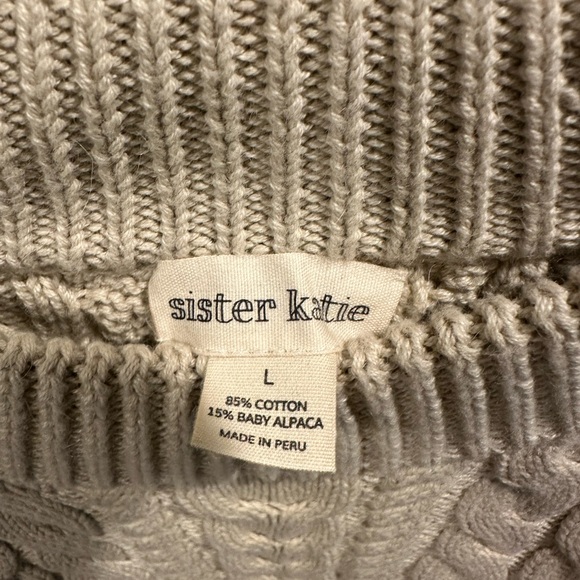 sister katie
L
85% COTTON
15% BABY ALPACA
MADE IN PERU